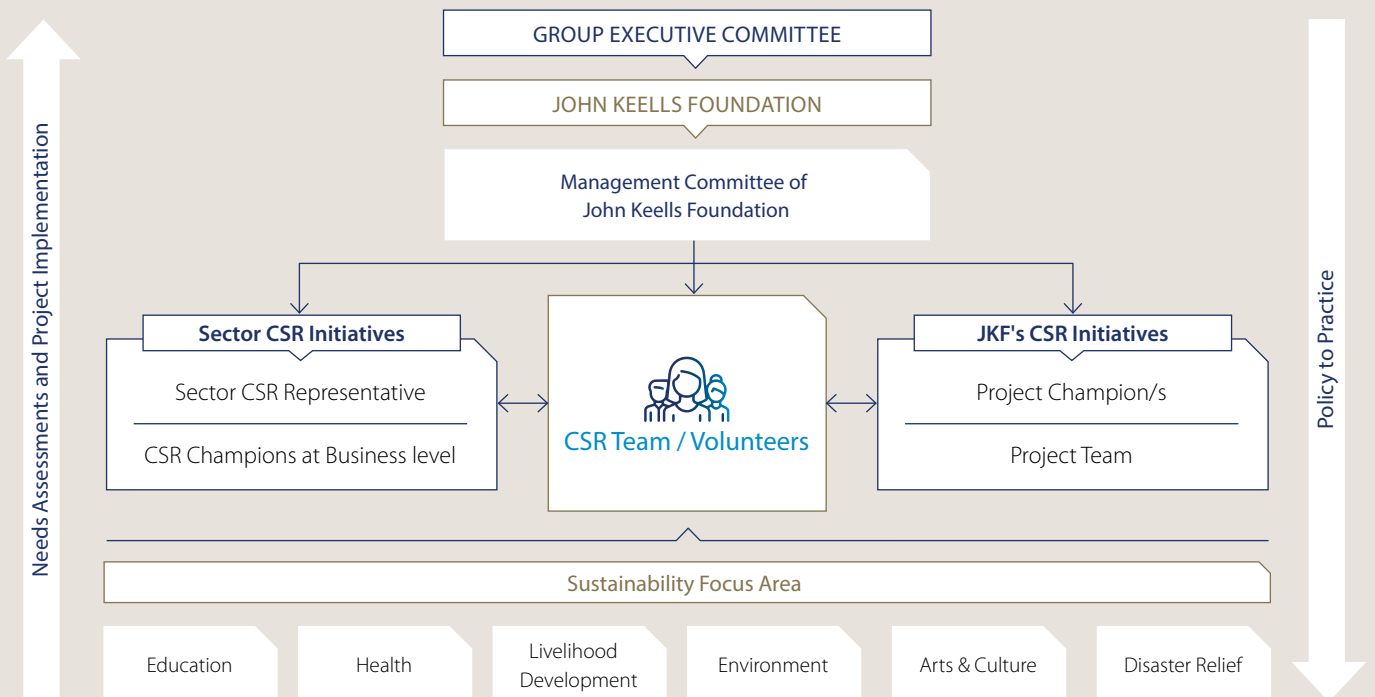 GROUP EXECUTIVE COMMITTEE
JOHN KEELLS FOUNDATION
Management Committee of
John Keells Foundation
Needs Assessments and Project Implementation
Policy to Practice
Sector CSR Initiatives
Sector CSR Representative
CSR Champions at Business level
CSR Team / Volunteers
JKF's CSR Initiatives
Project Champion/s
Project Team
Sustainability Focus Area
Education
Health
Livelihood
Development
Environment
Arts & Culture
Disaster Relief